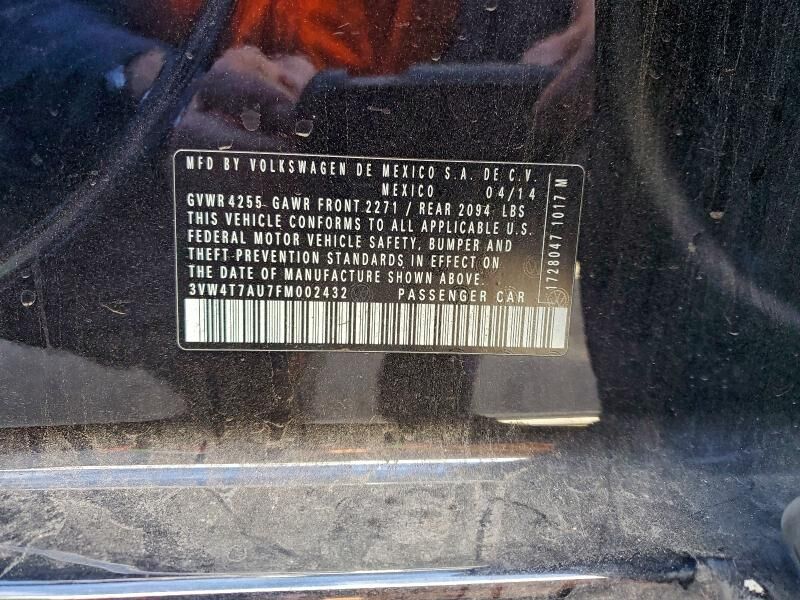 MFD BY VOLKSWAGEN DE MEXICO S.A. DE C.V.
MEXICO 04/14
GVWR 4255 GAWR FRONT 2271 / REAR 2094 LBS
THIS VEHICLE CONFORMS TO ALL APPLICABLE U.S.
FEDERAL MOTOR VEHICLE SAFETY, BUMPER AND
THEFT PREVENTION STANDARDS IN EFFECT ON
THE DATE OF MANUFACTURE SHOWN ABOVE.
3VW4T7AU7FM002432 PASSENGER CAR
1728047 1017 M